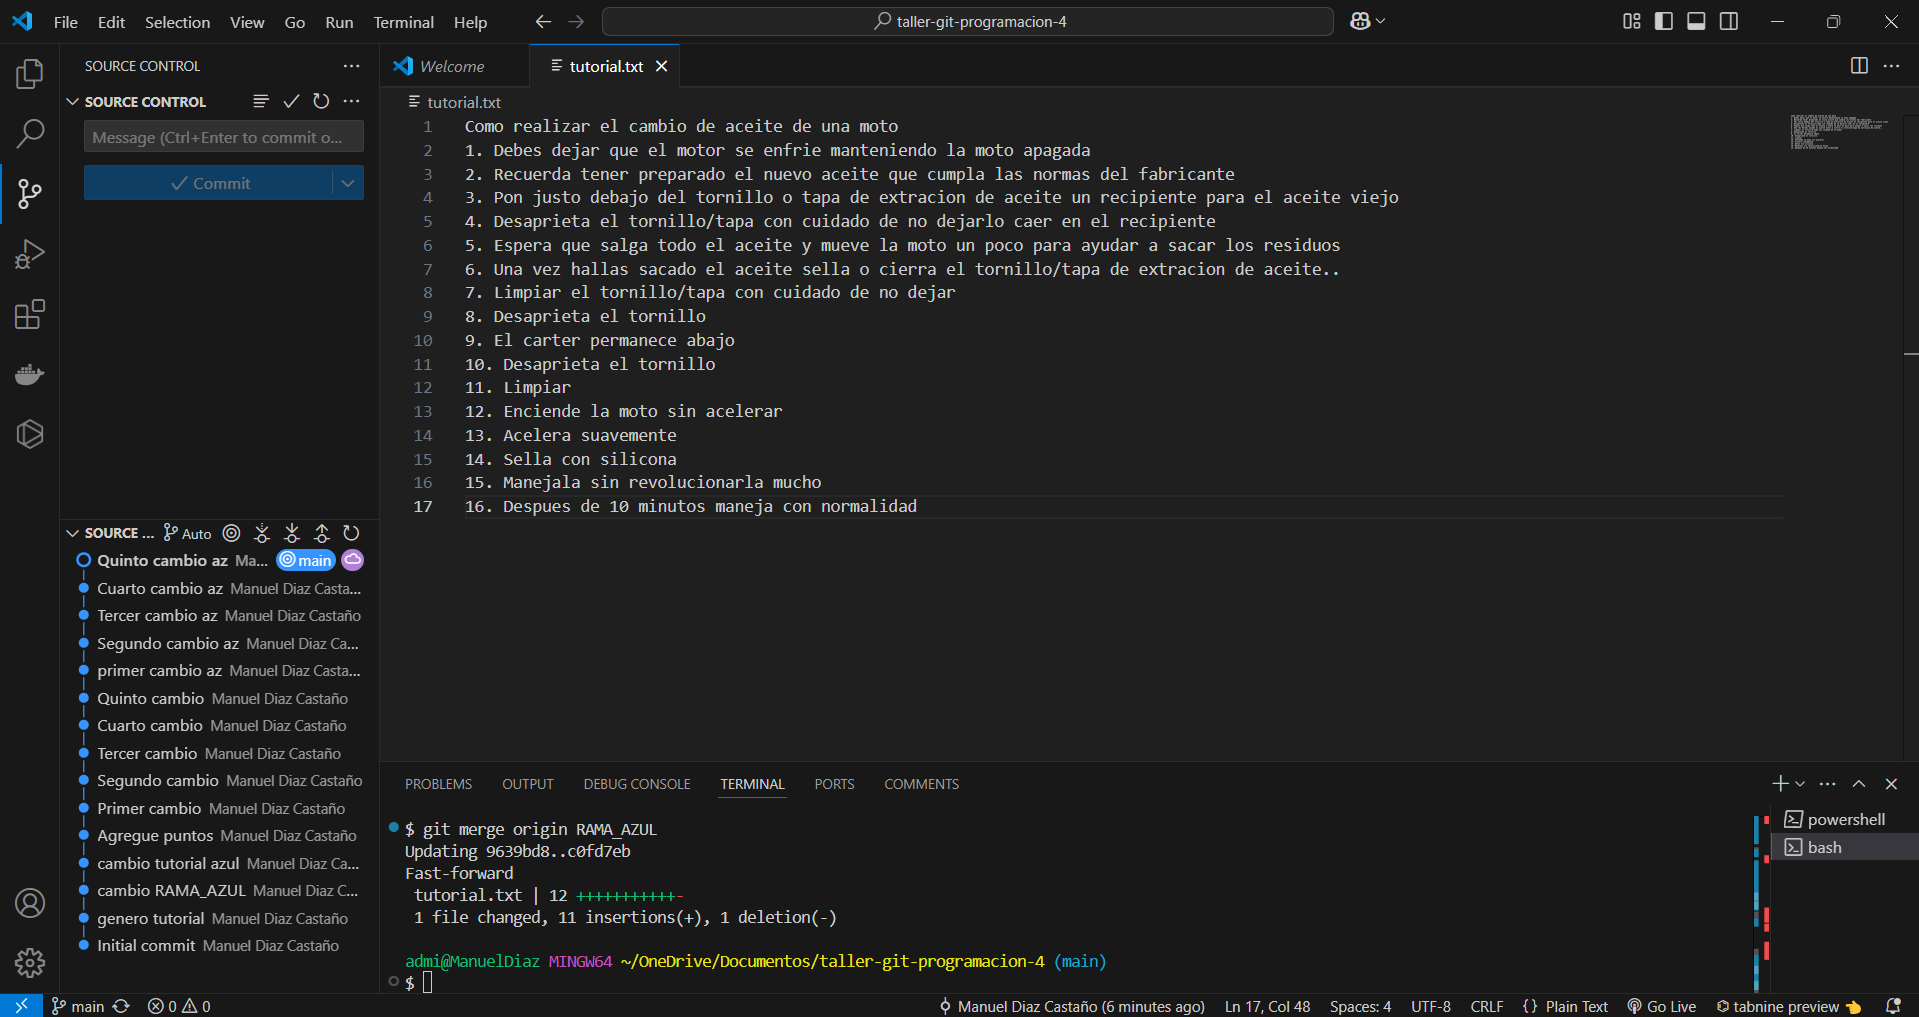 File Edit Selection View Go Run Terminal Help
taller-git-programacion-4
SOURCE CONTROL
SOURCE CONTROL
Message (Ctrl+Enter to commit o...
Commit
Welcome
tutorial.txt
tutorial.txt
1 Como realizar el cambio de aceite de una moto
2 1. Debes dejar que el motor se enfrie manteniendo la moto apagada
3 2. Recuerda tener preparado el nuevo aceite que cumpla las normas del fabricante
4 3. Pon justo debajo del tornillo o tapa de extracion de aceite un recipiente para el aceite viejo
5 4. Desaprieta el tornillo/tapa con cuidado de no dejarlo caer en el recipiente
6 5. Espera que salga todo el aceite y mueve la moto un poco para ayudar a sacar los residuos
7 6. Una vez hallas sacado el aceite sella o cierra el tornillo/tapa de extracion de aceite..
8 7. Limpiar el tornillo/tapa con cuidado de no dejar
9 8. Desaprieta el tornillo
10 9. El carter permanece abajo
11 10. Desaprieta el tornillo
12 11. Limpiar
13 12. Enciende la moto sin acelerar
14 13. Acelera suavemente
15 14. Sella con silicona
16 15. Manejala sin revolucionarla mucho
17 16. Despues de 10 minutos maneja con normalidad
SOURCE ... Auto
Quinto cambio az Ma... main
Cuarto cambio az Manuel Diaz Casta...
Tercer cambio az Manuel Diaz Castaño
Segundo cambio az Manuel Diaz Ca...
primer cambio az Manuel Diaz Casta...
Quinto cambio Manuel Diaz Castaño
Cuarto cambio Manuel Diaz Castaño
Tercer cambio Manuel Diaz Castaño
Segundo cambio Manuel Diaz Castaño
Primer cambio Manuel Diaz Castaño
Agregue puntos Manuel Diaz Castaño
cambio tutorial azul Manuel Diaz Ca...
cambio RAMA_AZUL Manuel Diaz C...
genero tutorial Manuel Diaz Castaño
Initial commit Manuel Diaz Castaño
PROBLEMS OUTPUT DEBUG CONSOLE TERMINAL PORTS COMMENTS
$ git merge origin RAMA_AZUL
Updating 9639bd8..c0fd7eb
Fast-forward
tutorial.txt | 12 +++++++++++-
1 file changed, 11 insertions(+), 1 deletion(-)
admi@ManuelDiaz MINGW64 ~/OneDrive/Documentos/taller-git-programacion-4 (main)
$
powershell
bash
main 0 0 Manuel Diaz Castaño (6 minutes ago) Ln 17, Col 48 Spaces: 4 UTF-8 CRLF {} Plain Text Go Live tabnine preview